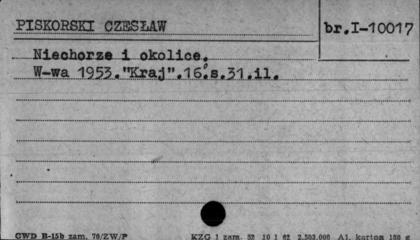 PISKORSKI CZESŁAW
br.I-10017
Niechorze i okolice.
W-wa 1953."Kraj".16°.s.31.il.
CWD B-15b zam. 70/ZW/P KZG 1 zam. 52 10 1 62 2.503.000 A1. karton 180 g